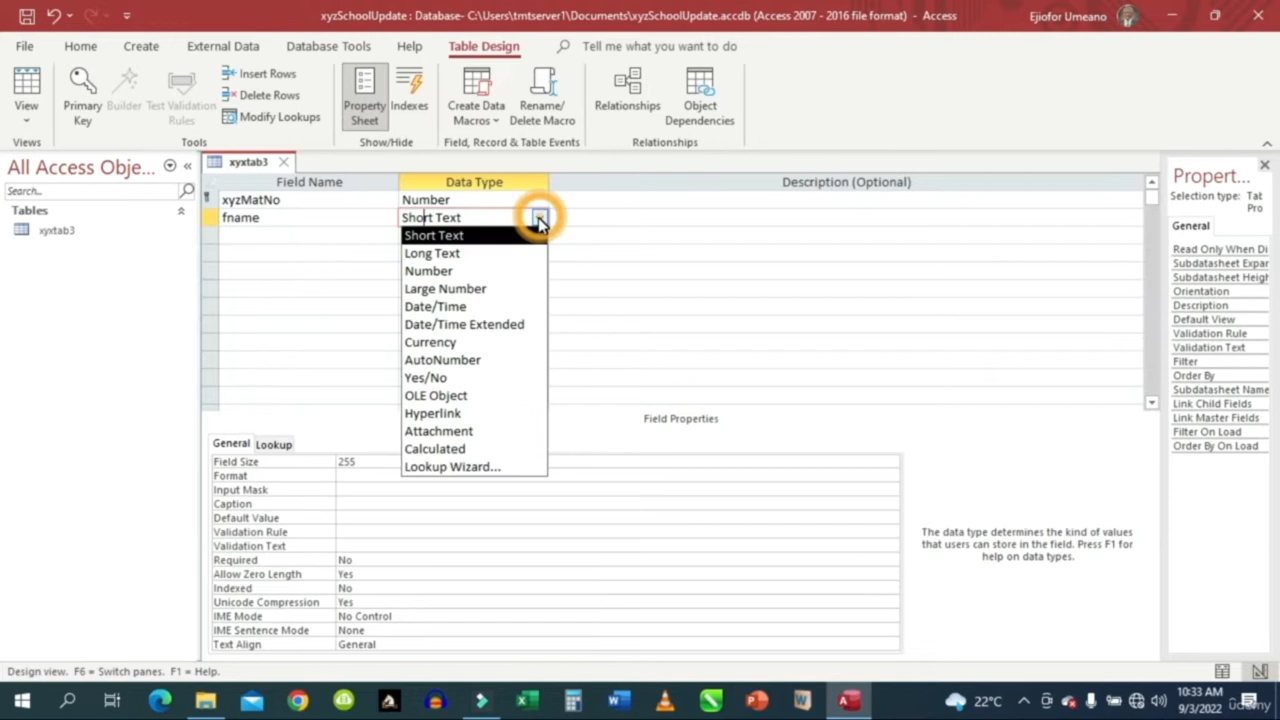 xyzSchoolUpdate : Database- C:\Users\tmtserver1\Documents\xyzSchoolUpdate.accdb (Access 2007 - 2016 file format) - Access
Ejiofor Umeano
File Home Create External Data Database Tools Help Table Design Tell me what you want to do
View
Views
Primary Key
Builder
Test Validation Rules
Insert Rows
Delete Rows
Modify Lookups
Tools
Property Sheet
Indexes
Show/Hide
Create Data Macros
Rename/ Delete Macro
Field, Record & Table Events
Relationships
Object Dependencies
Relationships
All Access Obje...
Search...
Tables
xyxtab3
xyxtab3
Field Name Data Type Description (Optional)
xyzMatNo Number
fname Short Text
Short Text
Long Text
Number
Large Number
Date/Time
Date/Time Extended
Currency
AutoNumber
Yes/No
OLE Object
Hyperlink
Attachment
Calculated
Lookup Wizard...
Field Properties
General Lookup
Field Size 255
Format
Input Mask
Caption
Default Value
Validation Rule
Validation Text
Required No
Allow Zero Length Yes
Indexed No
Unicode Compression Yes
IME Mode No Control
IME Sentence Mode None
Text Align General
The data type determines the kind of values
that users can store in the field. Press F1 for
help on data types.
Propert...
Selection type: Tat
Pro
General
Read Only When Di
Subdatasheet Expar
Subdatasheet Heigh
Orientation
Description
Default View
Validation Rule
Validation Text
Filter
Order By
Subdatasheet Name
Link Child Fields
Link Master Fields
Filter On Load
Order By On Load
Design view. F6 = Switch panes. F1 = Help.
22°C
10:33 AM
9/3/2022
ûdemy